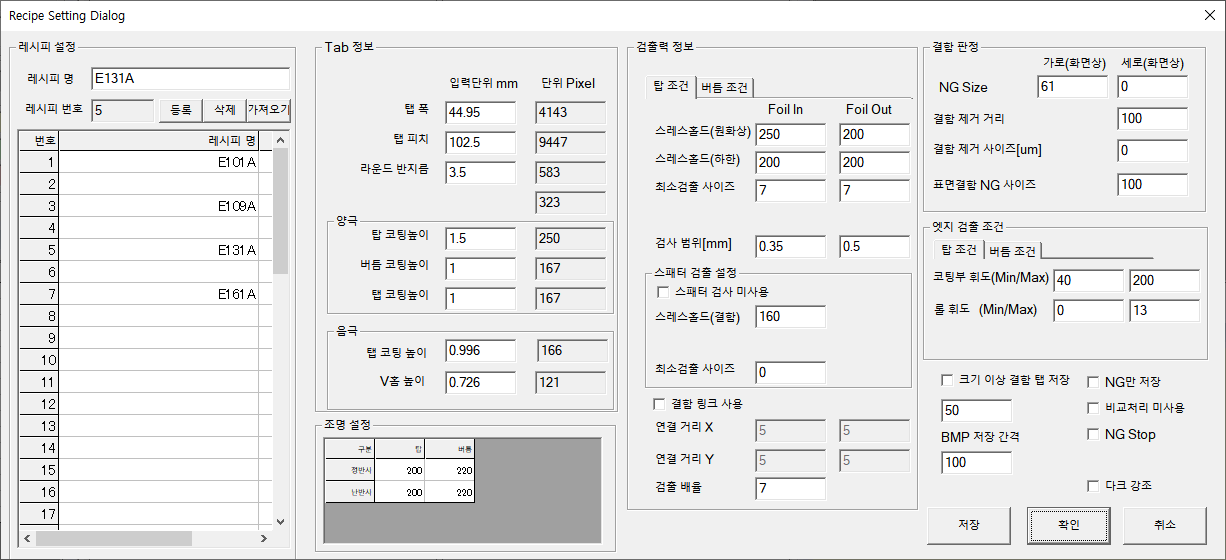 Recipe Setting Dialog
레시피 설정
레시피 명 E131A
레시피 번호 5 등록 삭제 가져오기
번호 레시피 명
1 E101A
2
3 E109A
4
5 E131A
6
7 E161A
8
9
10
11
12
13
14
15
16
17
Tab 정보
입력단위 mm 단위 Pixel
탭 폭 44.95 4143
탭 피치 102.5 9447
라운드 반지름 3.5 583
323
양극
탑 코팅높이 1.5 250
버듬 코팅높이 1 167
탭 코팅높이 1 167
음극
탭 코팅 높이 0.996 166
V홈 높이 0.726 121
조명 설정
구분 탑 버틈
정반사 200 220
난반사 200 220
검출력 정보
탑 조건 버틈 조건
Foil In Foil Out
스레스홀드(원화상) 250 200
스레스홀드(하한) 200 200
최소검출 사이즈 7 7
검사 범위[mm] 0.35 0.5
스패터 검출 설정
스패터 검사 미사용
스레스홀드(결함) 160
최소검출 사이즈 0
결함 링크 사용
연결 거리 X 5 5
연결 거리 Y 5 5
검출 배율 7
결함 판정
가로(화면상) 세로(화면상)
NG Size 61 0
결함 제거 거리 100
결함 제거 사이즈[um] 0
표면결함 NG 사이즈 100
엣지 검출 조건
탑 조건 버듬 조건
코팅부 휘도(Min/Max) 40 200
롤 휘도 (Min/Max) 0 13
크기 이상 결함 탭 저장 NG만 저장
50 비교처리 미사용
BMP 저장 간격 NG Stop
100
다크 강조
저장 확인 취소